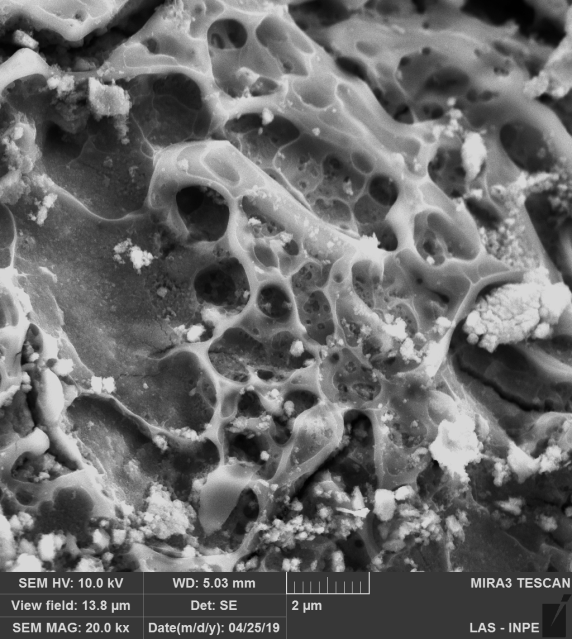 SEM HV: 10.0 kV WD: 5.03 mm MIRA3 TESCAN
View field: 13.8 µm Det: SE 2 µm
SEM MAG: 20.0 kx Date(m/d/y): 04/25/19 LAS - INPE